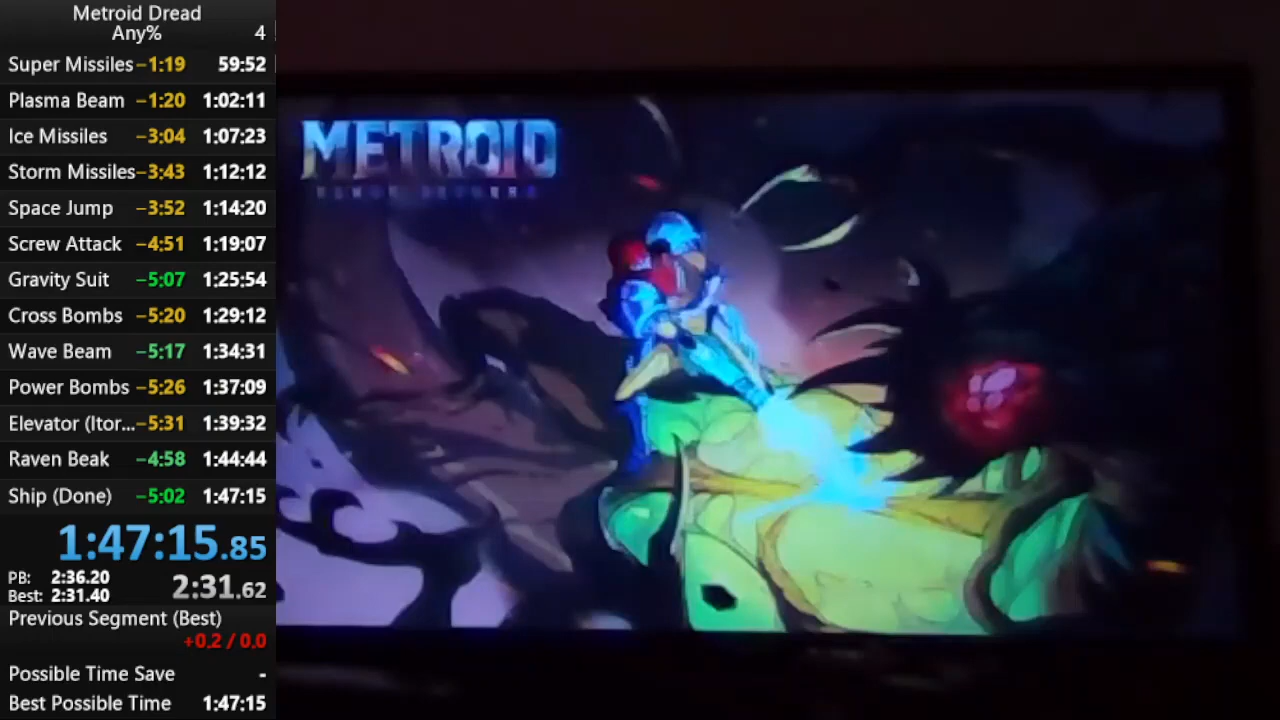 Metroid Dread
Any% 4
Super Missiles −1:19 59:52
Plasma Beam −1:20 1:02:11
Ice Missiles −3:04 1:07:23
Storm Missiles −3:43 1:12:12
Space Jump −3:52 1:14:20
Screw Attack −4:51 1:19:07
Gravity Suit −5:07 1:25:54
Cross Bombs −5:20 1:29:12
Wave Beam −5:17 1:34:31
Power Bombs −5:26 1:37:09
Elevator (Itor... −5:31 1:39:32
Raven Beak −4:58 1:44:44
Ship (Done) −5:02 1:47:15
1:47:15.85
PB: 2:36.20
Best: 2:31.40
2:31.62
Previous Segment (Best)
+0.2 / 0.0
Possible Time Save -
Best Possible Time 1:47:15
METROID